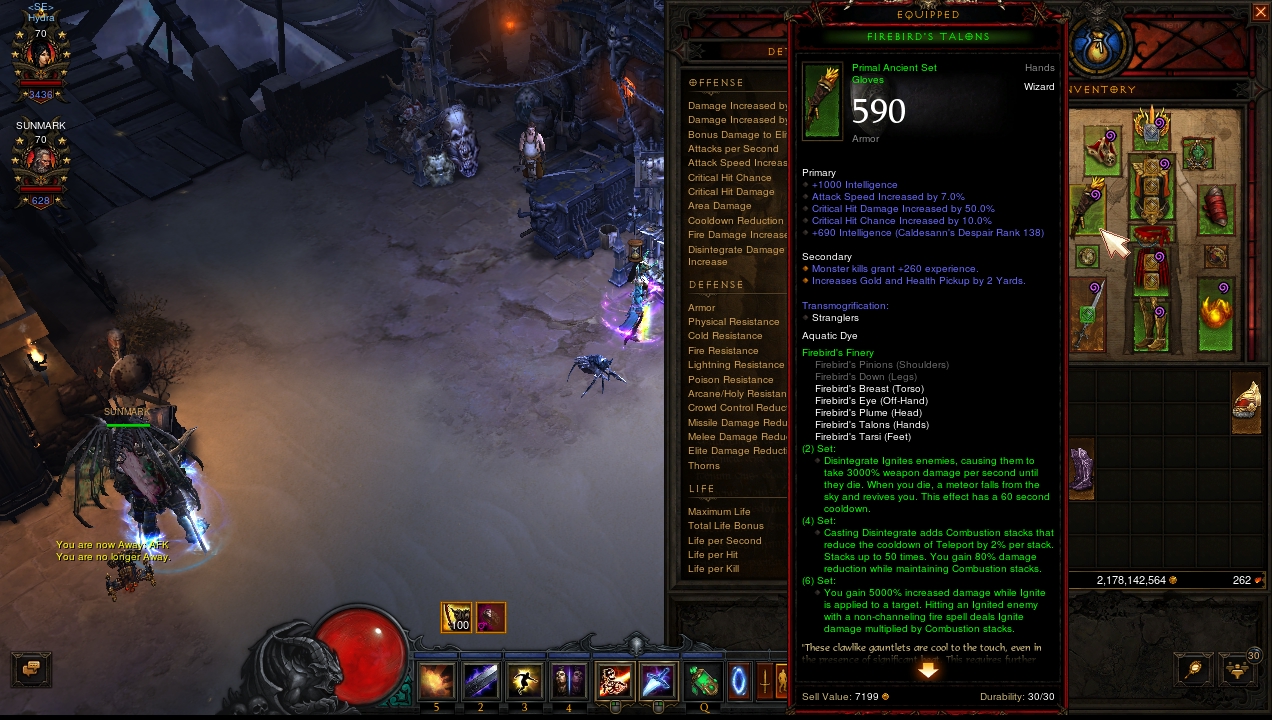 <SE>
Hydra
70
3436
SUNMARK
70
628
SUNMARK
You are now Away: AFK
You are no longer Away.
100
5
2
3
4
Q
OFFENSE
Damage Increased by
Damage Increased by
Bonus Damage to Eli
Attacks per Second
Attack Speed Increas
Critical Hit Chance
Critical Hit Damage
Area Damage
Cooldown Reduction
Fire Damage Increase
Disintegrate Damage
Increase
DEFENSE
Armor
Physical Resistance
Cold Resistance
Fire Resistance
Lightning Resistance
Poison Resistance
Arcane/Holy Resistan
Crowd Control Reduc
Missile Damage Redu
Melee Damage Redu
Elite Damage Reducti
Thorns
LIFE
Maximum Life
Total Life Bonus
Life per Second
Life per Hit
Life per Kill
EQUIPPED
FIREBIRD'S TALONS
Primal Ancient Set
Gloves
Hands
Wizard
590
Armor
Primary
+1000 Intelligence
Attack Speed Increased by 7.0%
Critical Hit Damage Increased by 50.0%
Critical Hit Chance Increased by 10.0%
+690 Intelligence (Caldesann's Despair Rank 138)
Secondary
Monster kills grant +260 experience.
Increases Gold and Health Pickup by 2 Yards.
Transmogrification:
Stranglers
Aquatic Dye
Firebird's Finery
Firebird's Pinions (Shoulders)
Firebird's Down (Legs)
Firebird's Breast (Torso)
Firebird's Eye (Off-Hand)
Firebird's Plume (Head)
Firebird's Talons (Hands)
Firebird's Tarsi (Feet)
(2) Set:
Disintegrate Ignites enemies, causing them to
take 3000% weapon damage per second until
they die. When you die, a meteor falls from the
sky and revives you. This effect has a 60 second
cooldown.
(4) Set:
Casting Disintegrate adds Combustion stacks that
reduce the cooldown of Teleport by 2% per stack.
Stacks up to 50 times. You gain 80% damage
reduction while maintaining Combustion stacks.
(6) Set:
You gain 5000% increased damage while Ignite
is applied to a target. Hitting an Ignited enemy
with a non-channeling fire spell deals Ignite
damage multiplied by Combustion stacks.
"These clawlike gauntlets are cool to the touch, even in
the presence of significant heat. This requires further
Sell Value: 7199
Durability: 30/30
NVENTORY
2,178,142,564
262
30